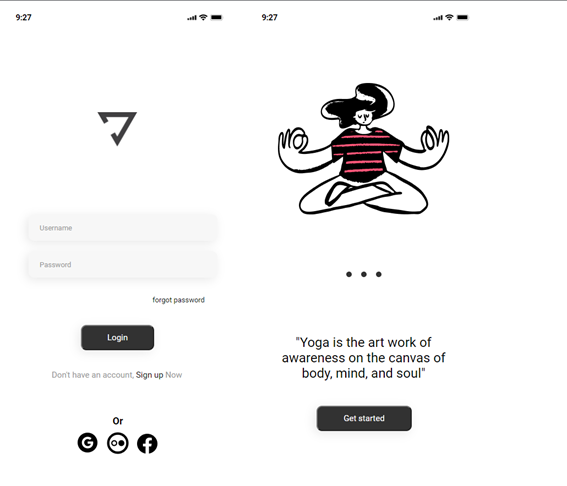 9:27
Username
Password
forgot password
Login
Don't have an account, Sign up Now
Or
G
f
9:27
"Yoga is the art work of
awareness on the canvas of
body, mind, and soul"
Get started